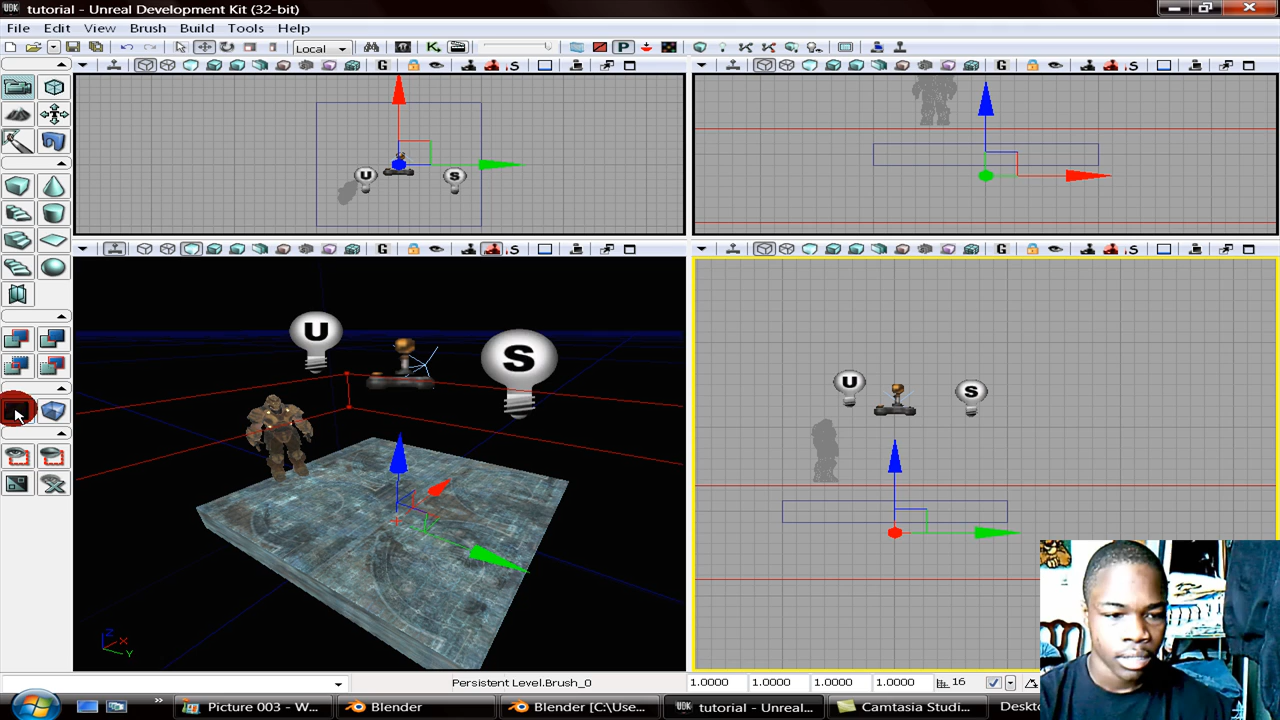 tutorial - Unreal Development Kit (32-bit)
File Edit View Brush Build Tools Help
Local
G S G S
U S
G S G S
U S
U S
Z X Y
Persistent Level.Brush_0 1.0000 1.0000 1.0000 1.0000 16
Picture 003 - W... Blender Blender [C:\Use... tutorial - Unreal... Camtasia Studi... Deskto